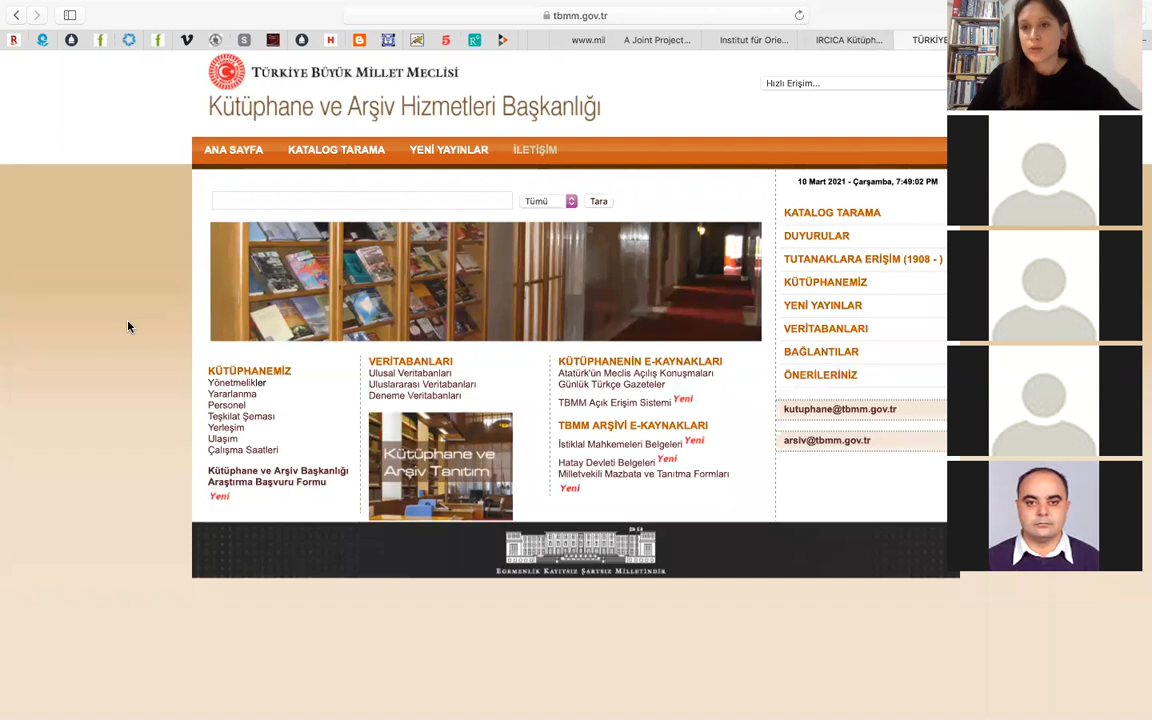 tbmm.gov.tr
www.mil
A Joint Project...
Institut für Orie...
IRCICA Kütüph...
TÜRKİYE
TÜRKİYE BÜYÜK MİLLET MECLİSİ
Kütüphane ve Arşiv Hizmetleri Başkanlığı
Hızlı Erişim...
ANA SAYFA
KATALOG TARAMA
YENİ YAYINLAR
İLETİŞİM
10 Mart 2021 - Çarşamba, 7:49:02 PM
Tümü
Tara
KATALOG TARAMA
DUYURULAR
TUTANAKLARA ERİŞİM (1908 - )
KÜTÜPHANEMİZ
YENİ YAYINLAR
VERİTABANLARI
BAĞLANTILAR
ÖNERİLERİNİZ
kutuphane@tbmm.gov.tr
arsiv@tbmm.gov.tr
KÜTÜPHANEMİZ
Yönetmelikler
Yararlanma
Personel
Teşkilat Şeması
Yerleşim
Ulaşım
Çalışma Saatleri
Kütüphane ve Arşiv Başkanlığı
Araştırma Başvuru Formu
Yeni
VERİTABANLARI
Ulusal Veritabanları
Uluslararası Veritabanları
Deneme Veritabanları
Kütüphane ve
Arşiv Tanıtım
KÜTÜPHANENİN E-KAYNAKLARI
Atatürk'ün Meclis Açılış Konuşmaları
Günlük Türkçe Gazeteler
TBMM Açık Erişim Sistemi Yeni
TBMM ARŞİVİ E-KAYNAKLARI
İstiklal Mahkemeleri Belgeleri Yeni
Hatay Devleti Belgeleri Yeni
Milletvekili Mazbata ve Tanıtma Formları
Yeni
EGEMENLİK KAYITSIZ ŞARTSIZ MİLLETİNDİR